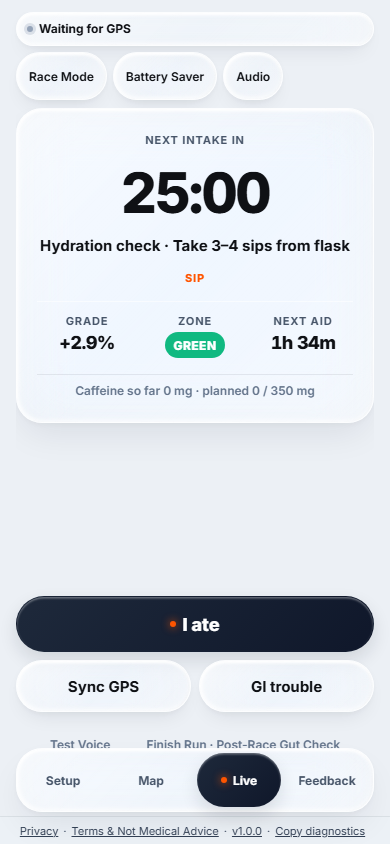 Waiting for GPS
Race Mode Battery Saver Audio
NEXT INTAKE IN
25:00
Hydration check · Take 3–4 sips from flask
SIP
GRADE ZONE NEXT AID
+2.9% GREEN 1h 34m
Caffeine so far 0 mg · planned 0 / 350 mg
I ate
Sync GPS GI trouble
Test Voice Finish Run · Post-Race Gut Check
Setup Map Live Feedback
Privacy · Terms & Not Medical Advice · v1.0.0 · Copy diagnostics